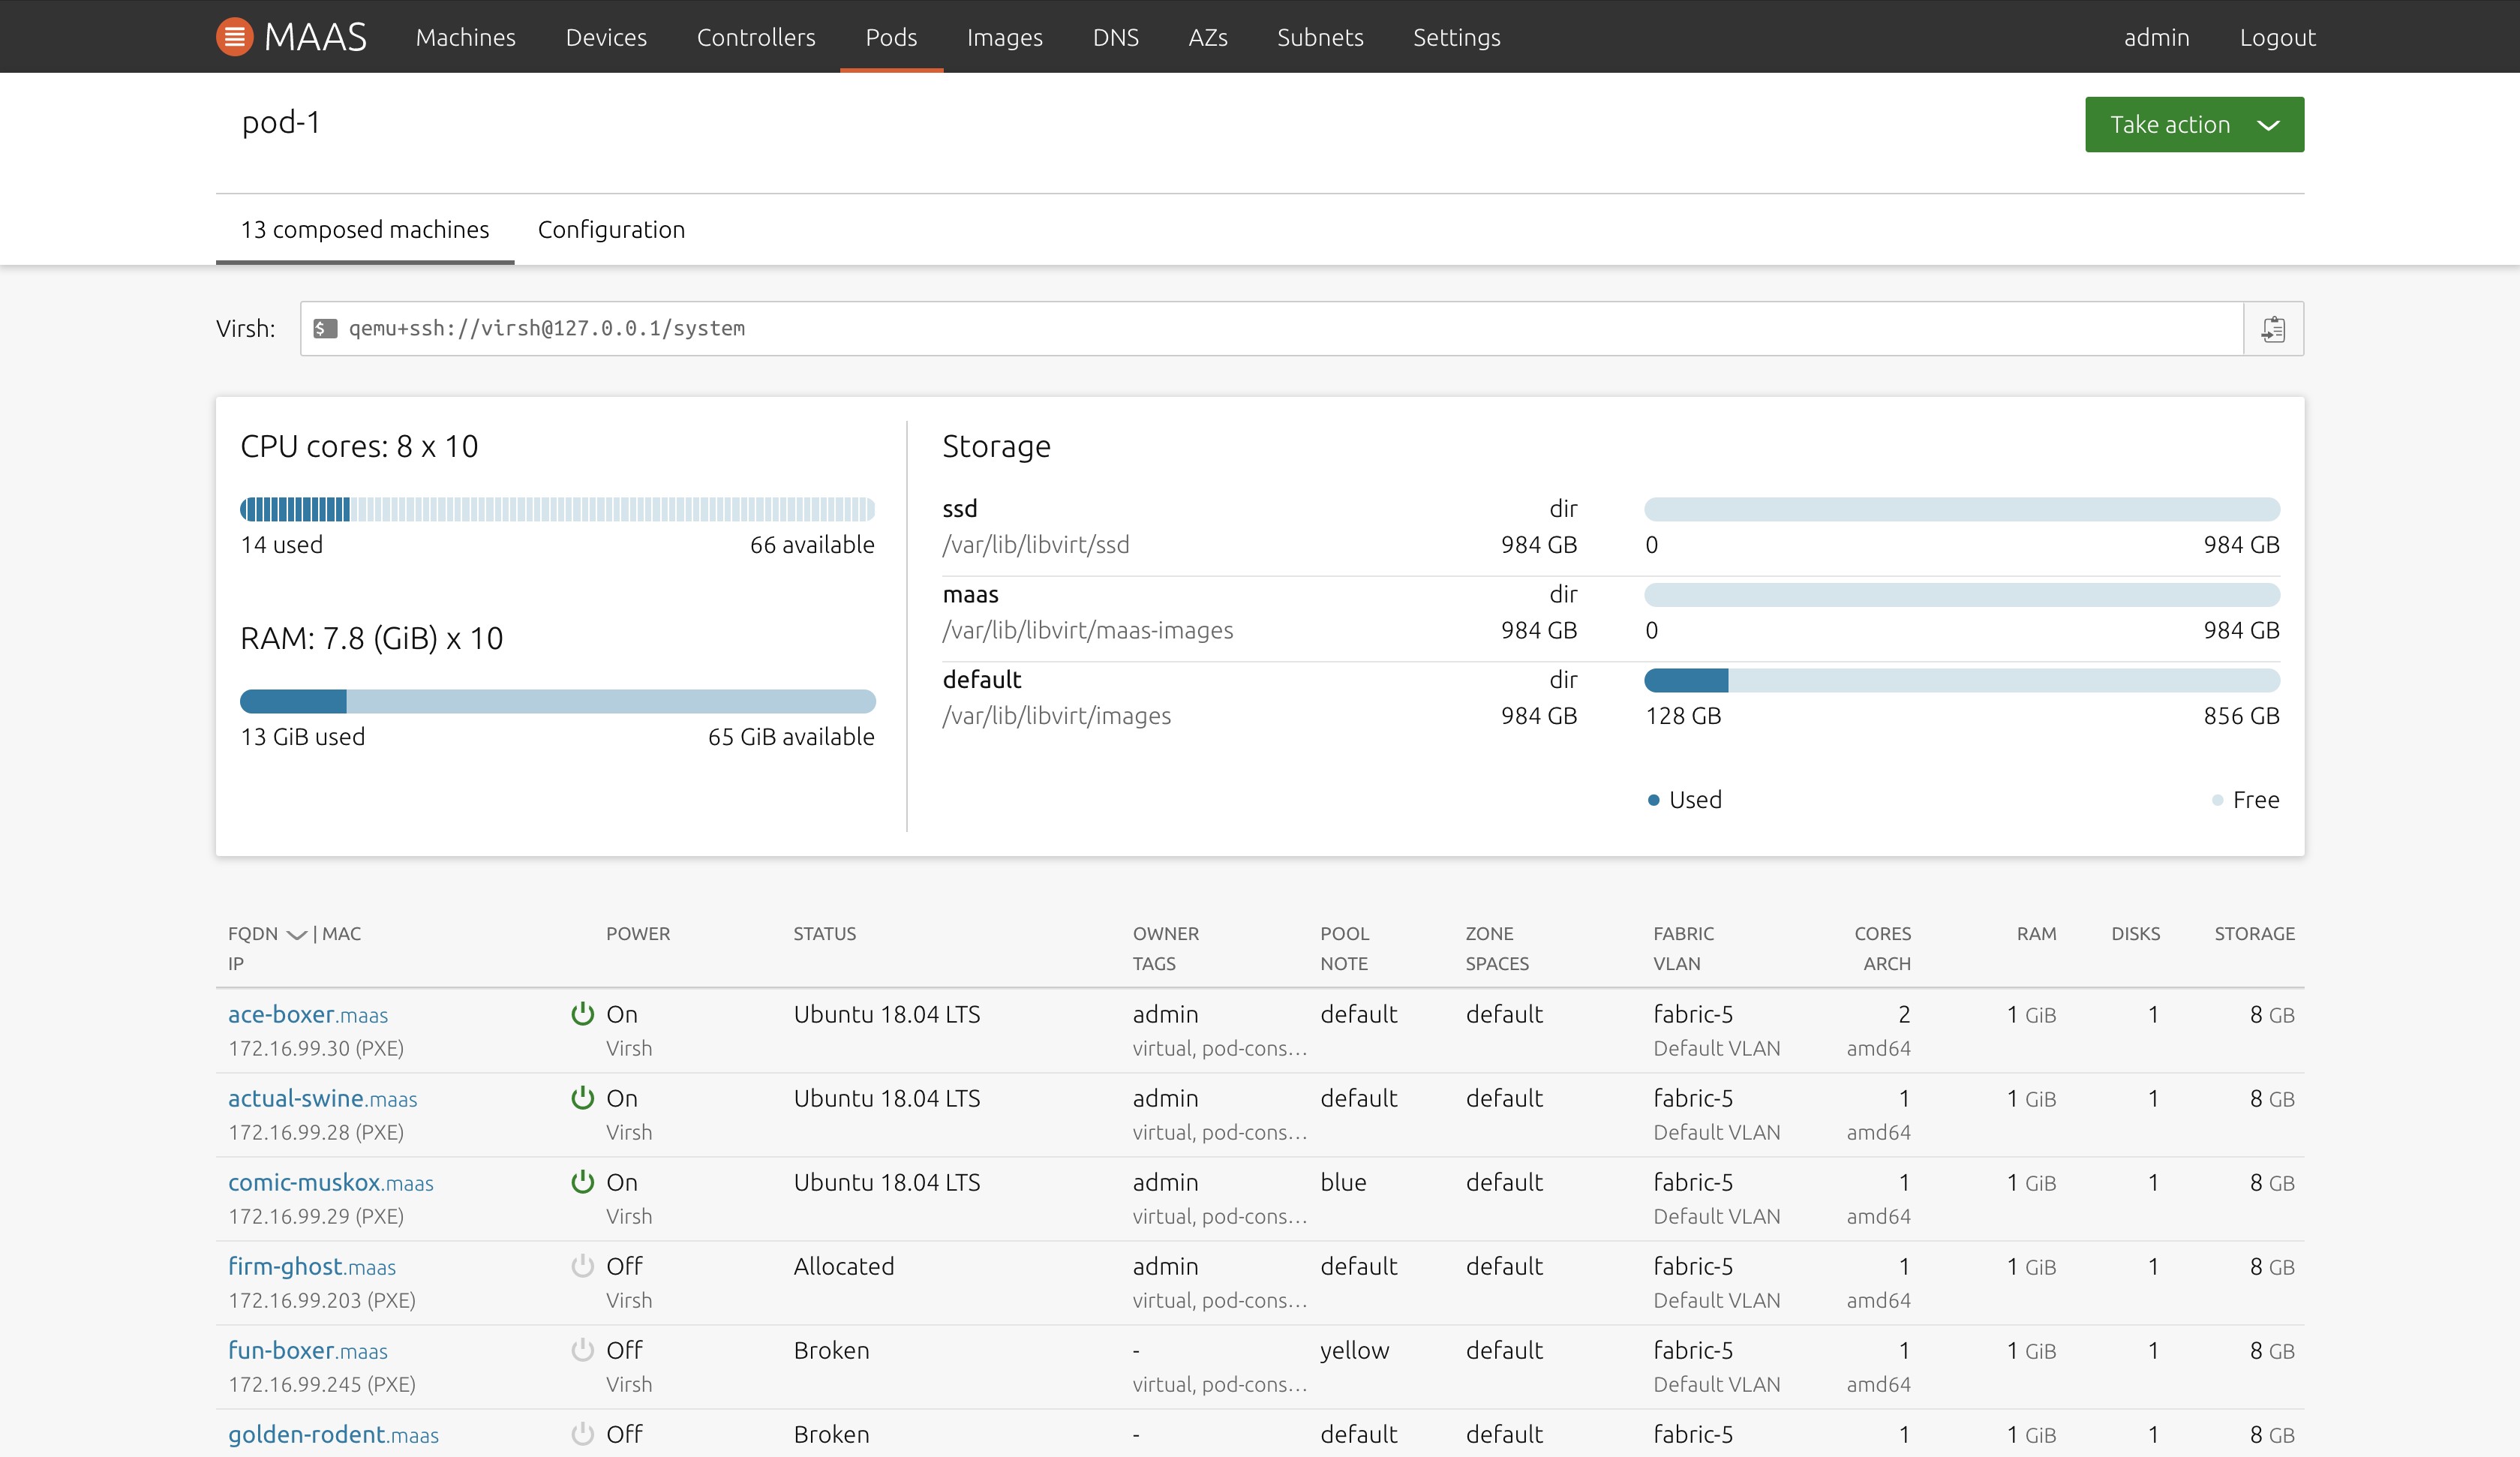 MAAS Machines Devices Controllers Pods Images DNS AZs Subnets Settings admin Logout
pod-1
Take action
13 composed machines Configuration
Virsh: $ qemu+ssh://virsh@127.0.0.1/system
CPU cores: 8 x 10
14 used 66 available
RAM: 7.8 (GiB) x 10
13 GiB used 65 GiB available
Storage
ssd dir
/var/lib/libvirt/ssd 984 GB 0 984 GB
maas dir
/var/lib/libvirt/maas-images 984 GB 0 984 GB
default dir
/var/lib/libvirt/images 984 GB 128 GB 856 GB
Used Free
FQDN | MAC POWER STATUS OWNER POOL ZONE FABRIC CORES RAM DISKS STORAGE
IP TAGS NOTE SPACES VLAN ARCH
ace-boxer.maas On Ubuntu 18.04 LTS admin default default fabric-5 2 1 GiB 1 8 GB
172.16.99.30 (PXE) Virsh virtual, pod-cons... Default VLAN amd64
actual-swine.maas On Ubuntu 18.04 LTS admin default default fabric-5 1 1 GiB 1 8 GB
172.16.99.28 (PXE) Virsh virtual, pod-cons... Default VLAN amd64
comic-muskox.maas On Ubuntu 18.04 LTS admin blue default fabric-5 1 1 GiB 1 8 GB
172.16.99.29 (PXE) Virsh virtual, pod-cons... Default VLAN amd64
firm-ghost.maas Off Allocated admin default default fabric-5 1 1 GiB 1 8 GB
172.16.99.203 (PXE) Virsh virtual, pod-cons... Default VLAN amd64
fun-boxer.maas Off Broken - yellow default fabric-5 1 1 GiB 1 8 GB
172.16.99.245 (PXE) Virsh virtual, pod-cons... Default VLAN amd64
golden-rodent.maas Off Broken - default default fabric-5 1 1 GiB 1 8 GB